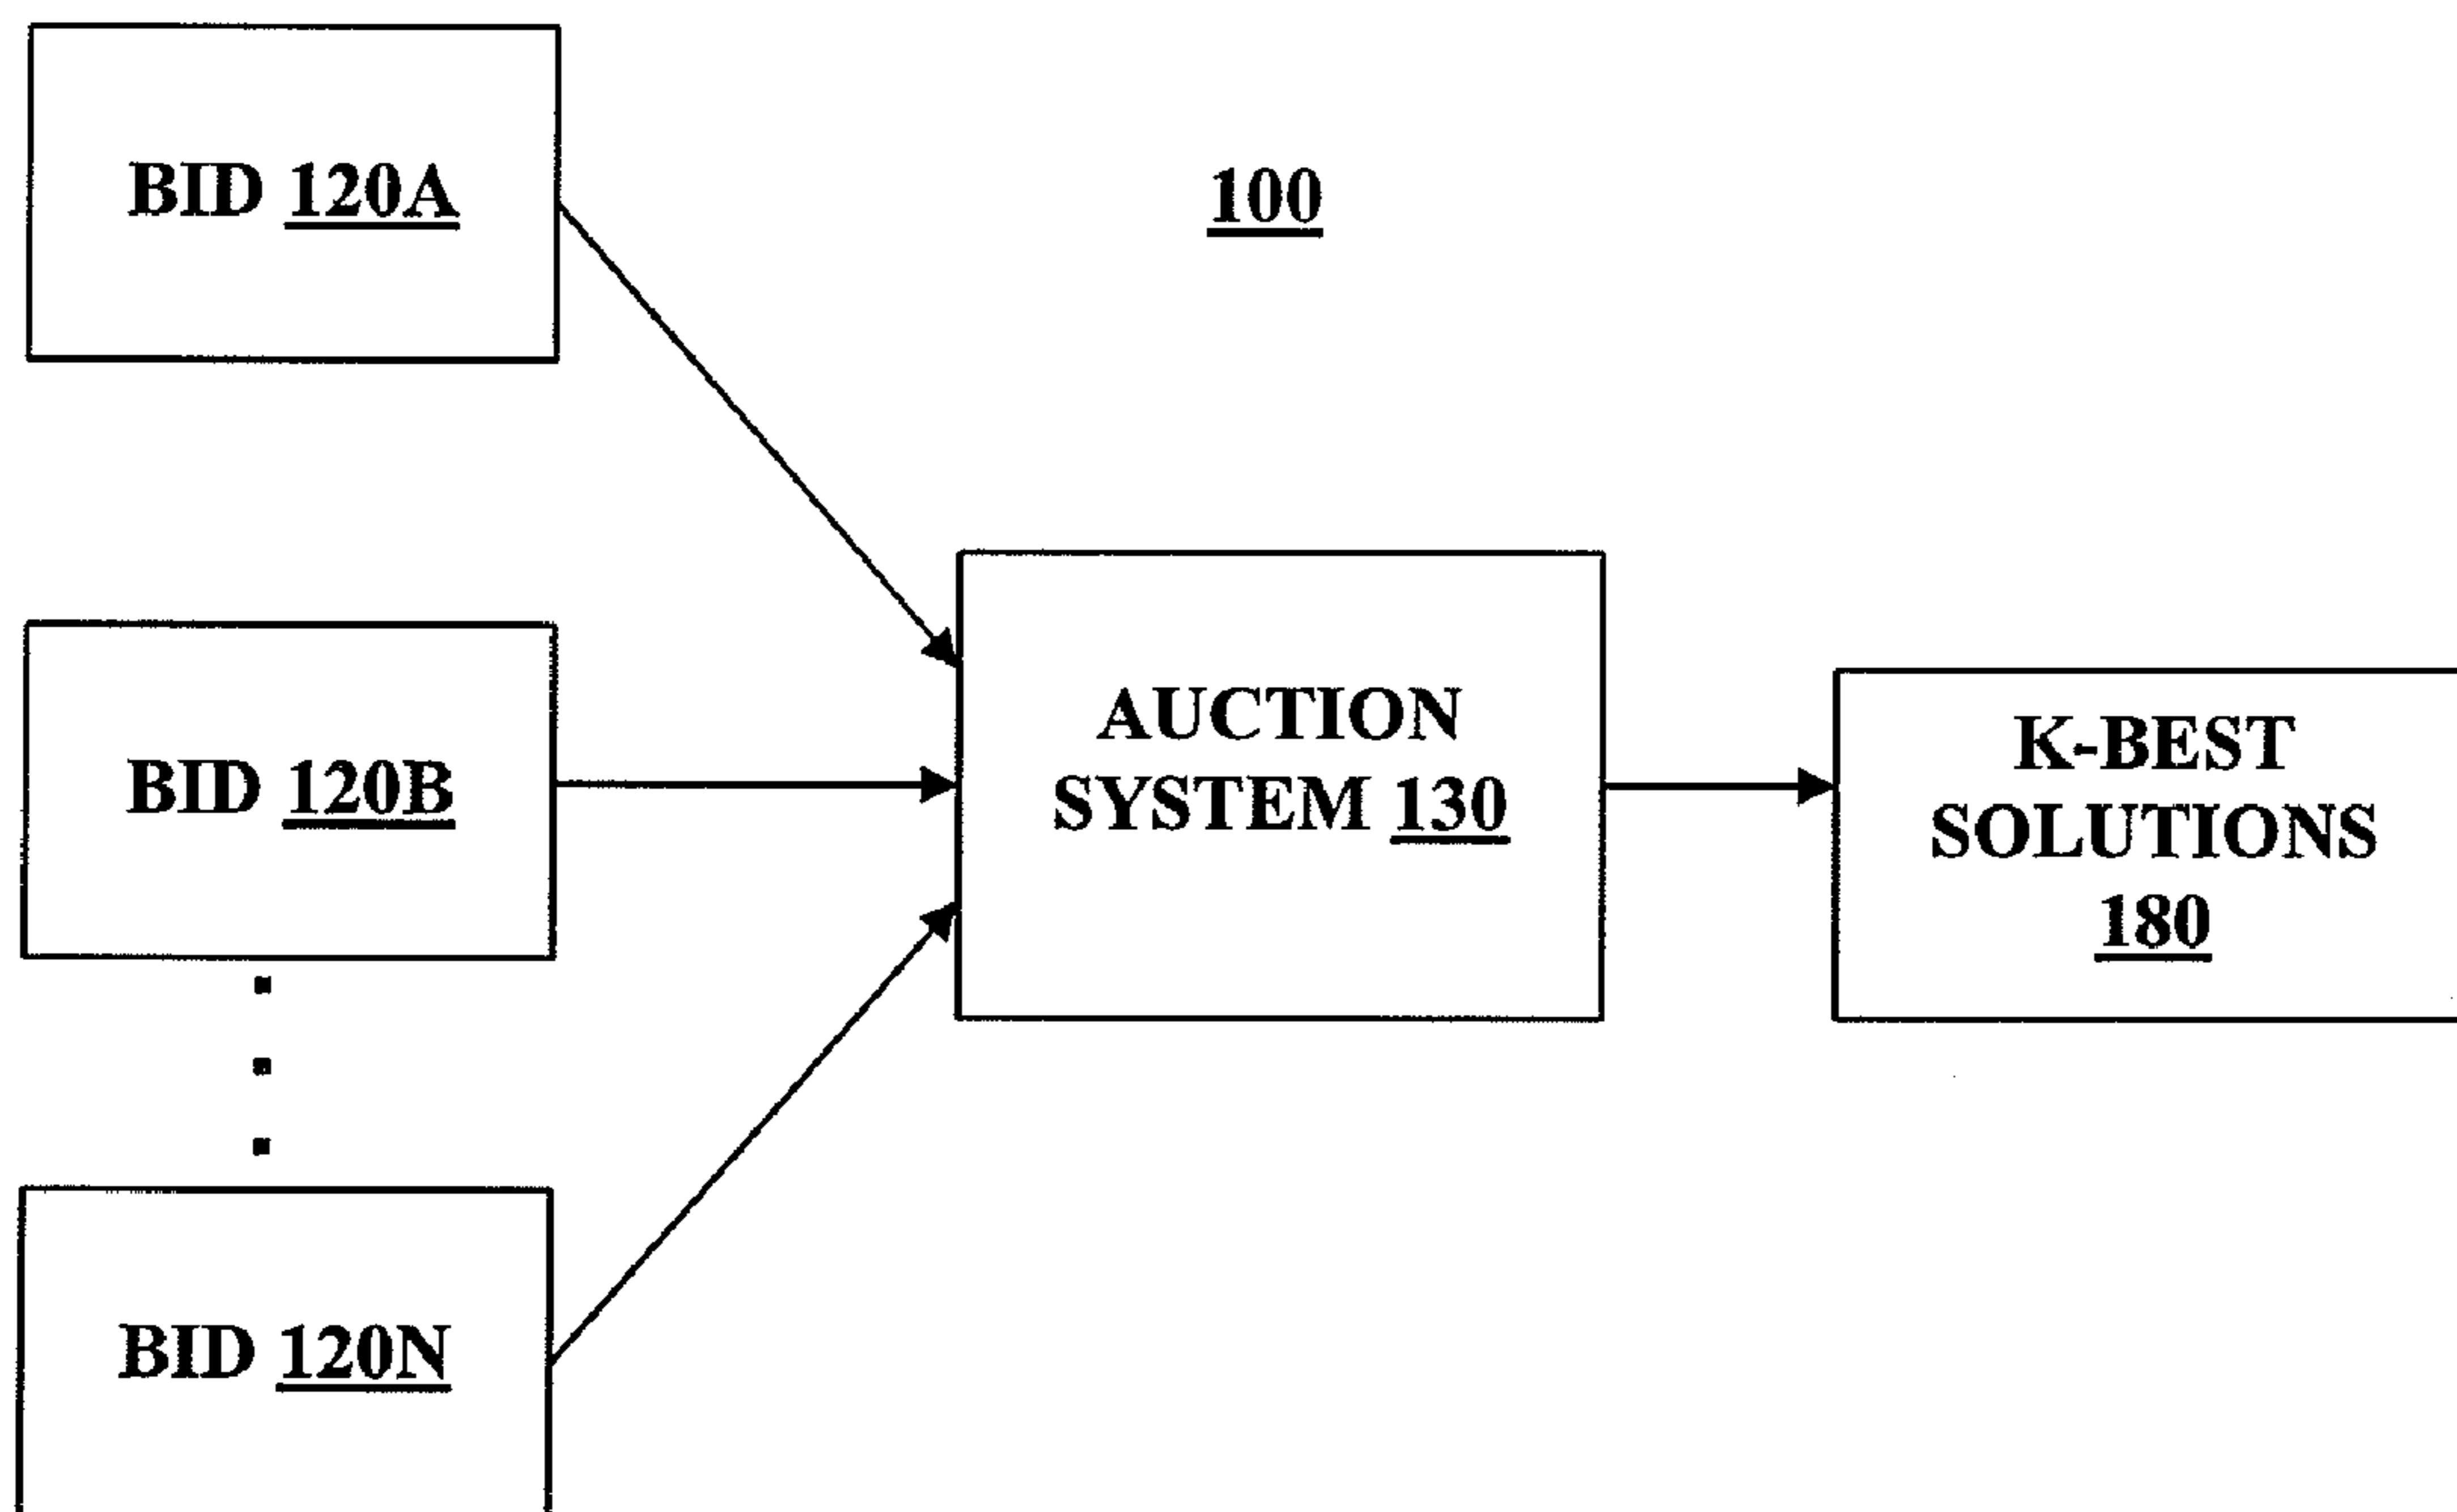 BID 120A
100
BID 120B
AUCTION
SYSTEM 130
K-BEST
SOLUTIONS
180
BID 120N